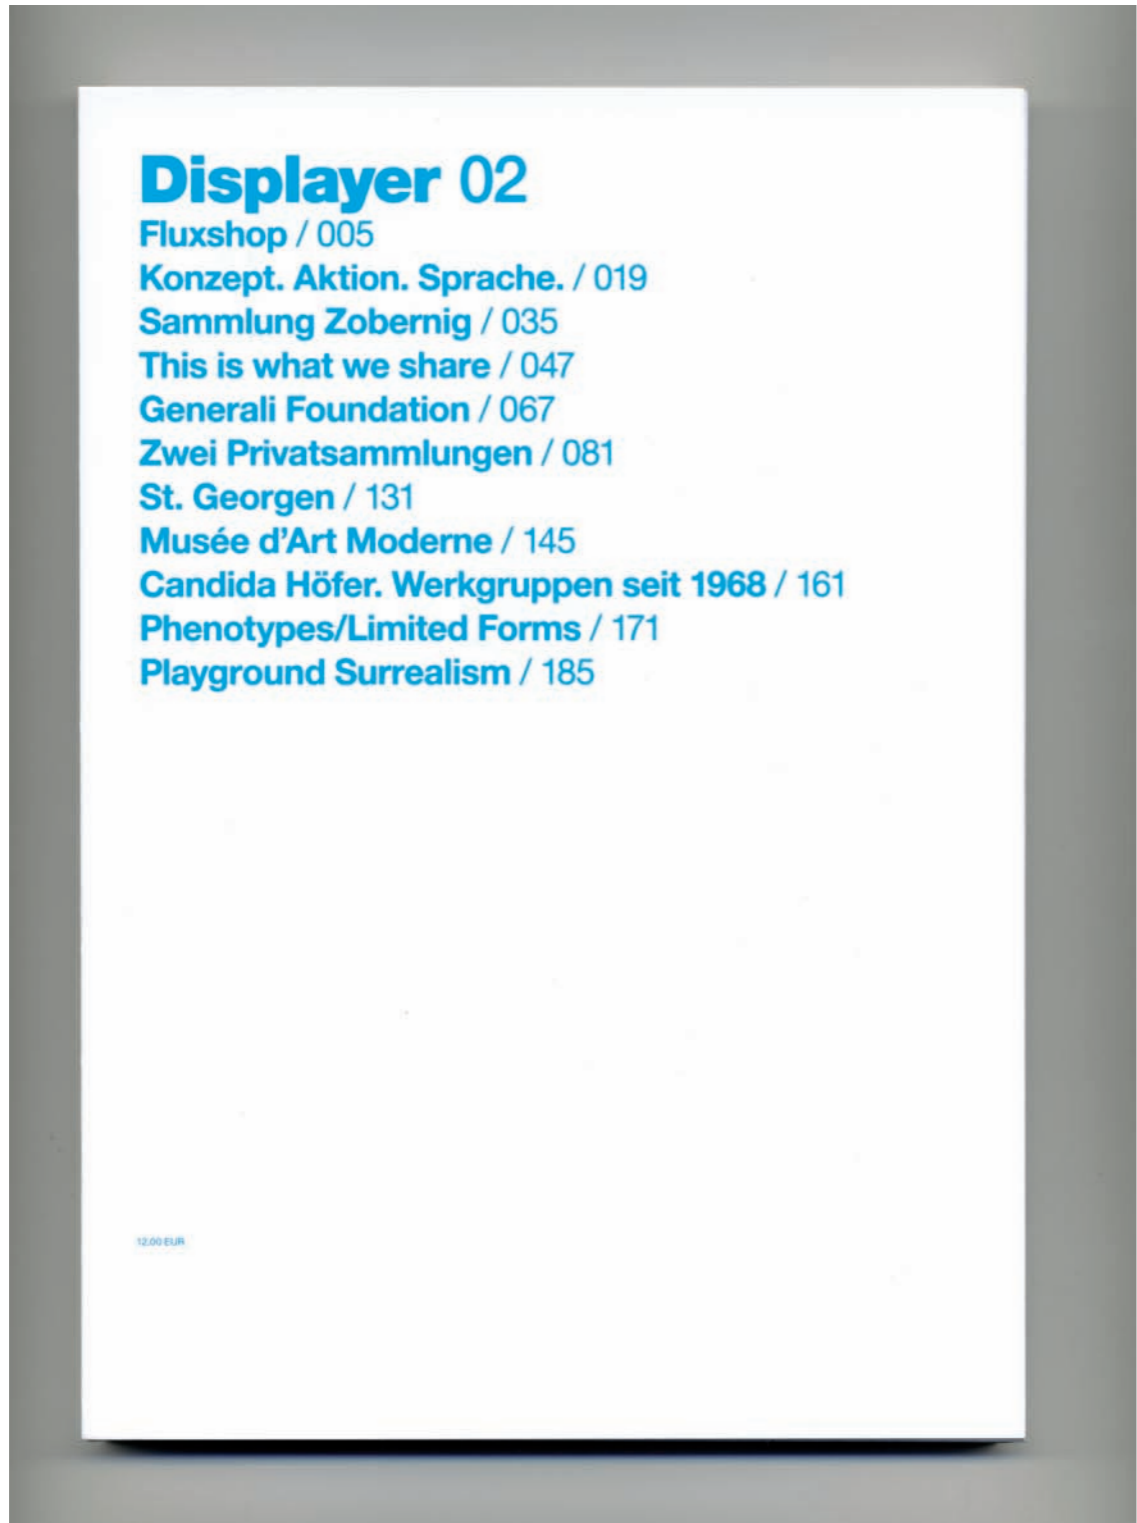 Displayer 02
Fluxshop / 005
Konzept. Aktion. Sprache. / 019
Sammlung Zobernig / 035
This is what we share / 047
Generali Foundation / 067
Zwei Privatsammlungen / 081
St. Georgen / 131
Musée d'Art Moderne / 145
Candida Höfer. Werkgruppen seit 1968 / 161
Phenotypes/Limited Forms / 171
Playground Surrealism / 185
12.00 EUR